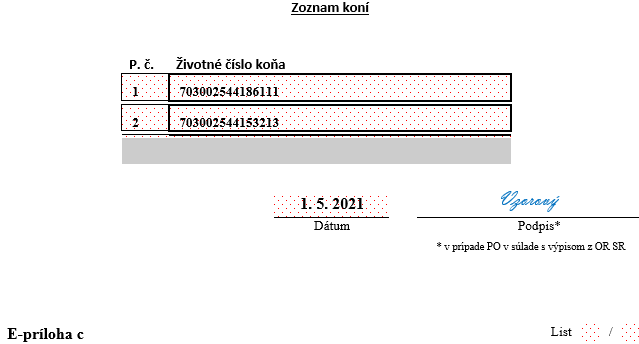 Zoznam koní
P. č. Životné číslo koňa
1 703002544186111
2 703002544153213
1. 5. 2021 Vzorový
Dátum Podpis*
* v prípade PO v súlade s výpisom z OR SR
E-príloha c List /